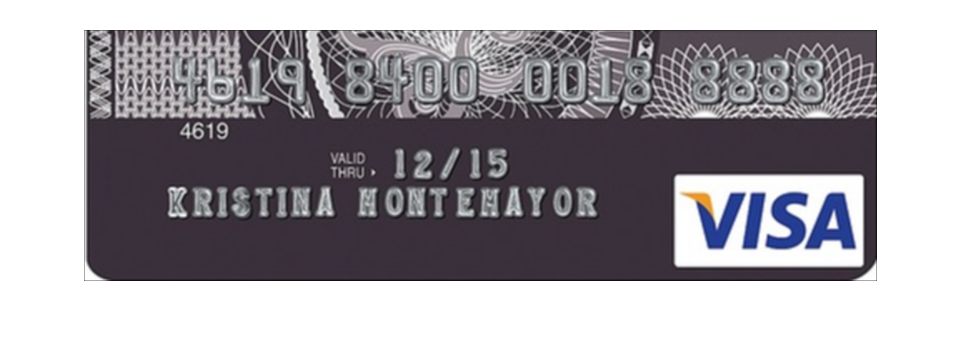 4619 8400 0018 8888
4619
VALID THRU 12/15
KRISTINA MONTEMAYOR
VISA